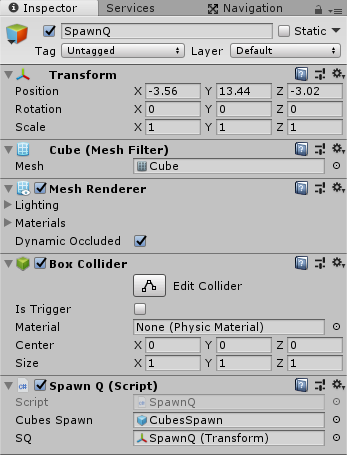 Inspector Services Navigation
SpawnQ Static
Tag Untagged Layer Default
Transform
Position X -3.56 Y 13.44 Z -3.02
Rotation X 0 Y 0 Z 0
Scale X 1 Y 1 Z 1
Cube (Mesh Filter)
Mesh Cube
Mesh Renderer
Lighting
Materials
Dynamic Occluded
Box Collider
Edit Collider
Is Trigger
Material None (Physic Material)
Center X 0 Y 0 Z 0
Size X 1 Y 1 Z 1
C# Spawn Q (Script)
Script SpawnQ
Cubes Spawn CubesSpawn
SQ SpawnQ (Transform)